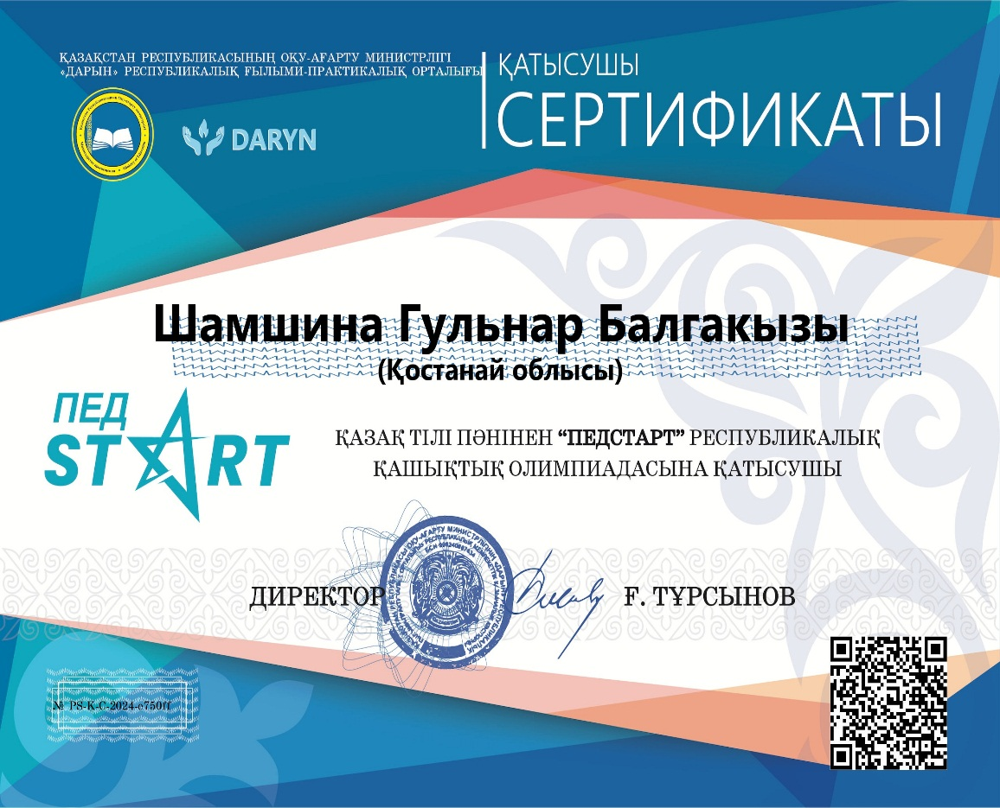 ҚАЗАҚСТАН РЕСПУБЛИКАСЫНЫҢ ОҚУ-АҒАРТУ МИНИСТРЛІГІ
«ДАРЫН» РЕСПУБЛИКАЛЫҚ ҒЫЛЫМИ-ПРАКТИКАЛЫҚ ОРТАЛЫҒЫ
DARYN
ҚАТЫСУШЫ
СЕРТИФИКАТЫ
Шамшина Гульнар Балгакызы
(Қостанай облысы)
ПЕД
START
ҚАЗАҚ ТІЛІ ПӘНІНЕН “ПЕДСТАРТ” РЕСПУБЛИКАЛЫҚ
ҚАШЫҚТЫҚ ОЛИМПИАДАСЫНА ҚАТЫСУШЫ
ДИРЕКТОР
Ғ. ТҰРСЫНОВ
№ PS-K-C-2024-e750ff